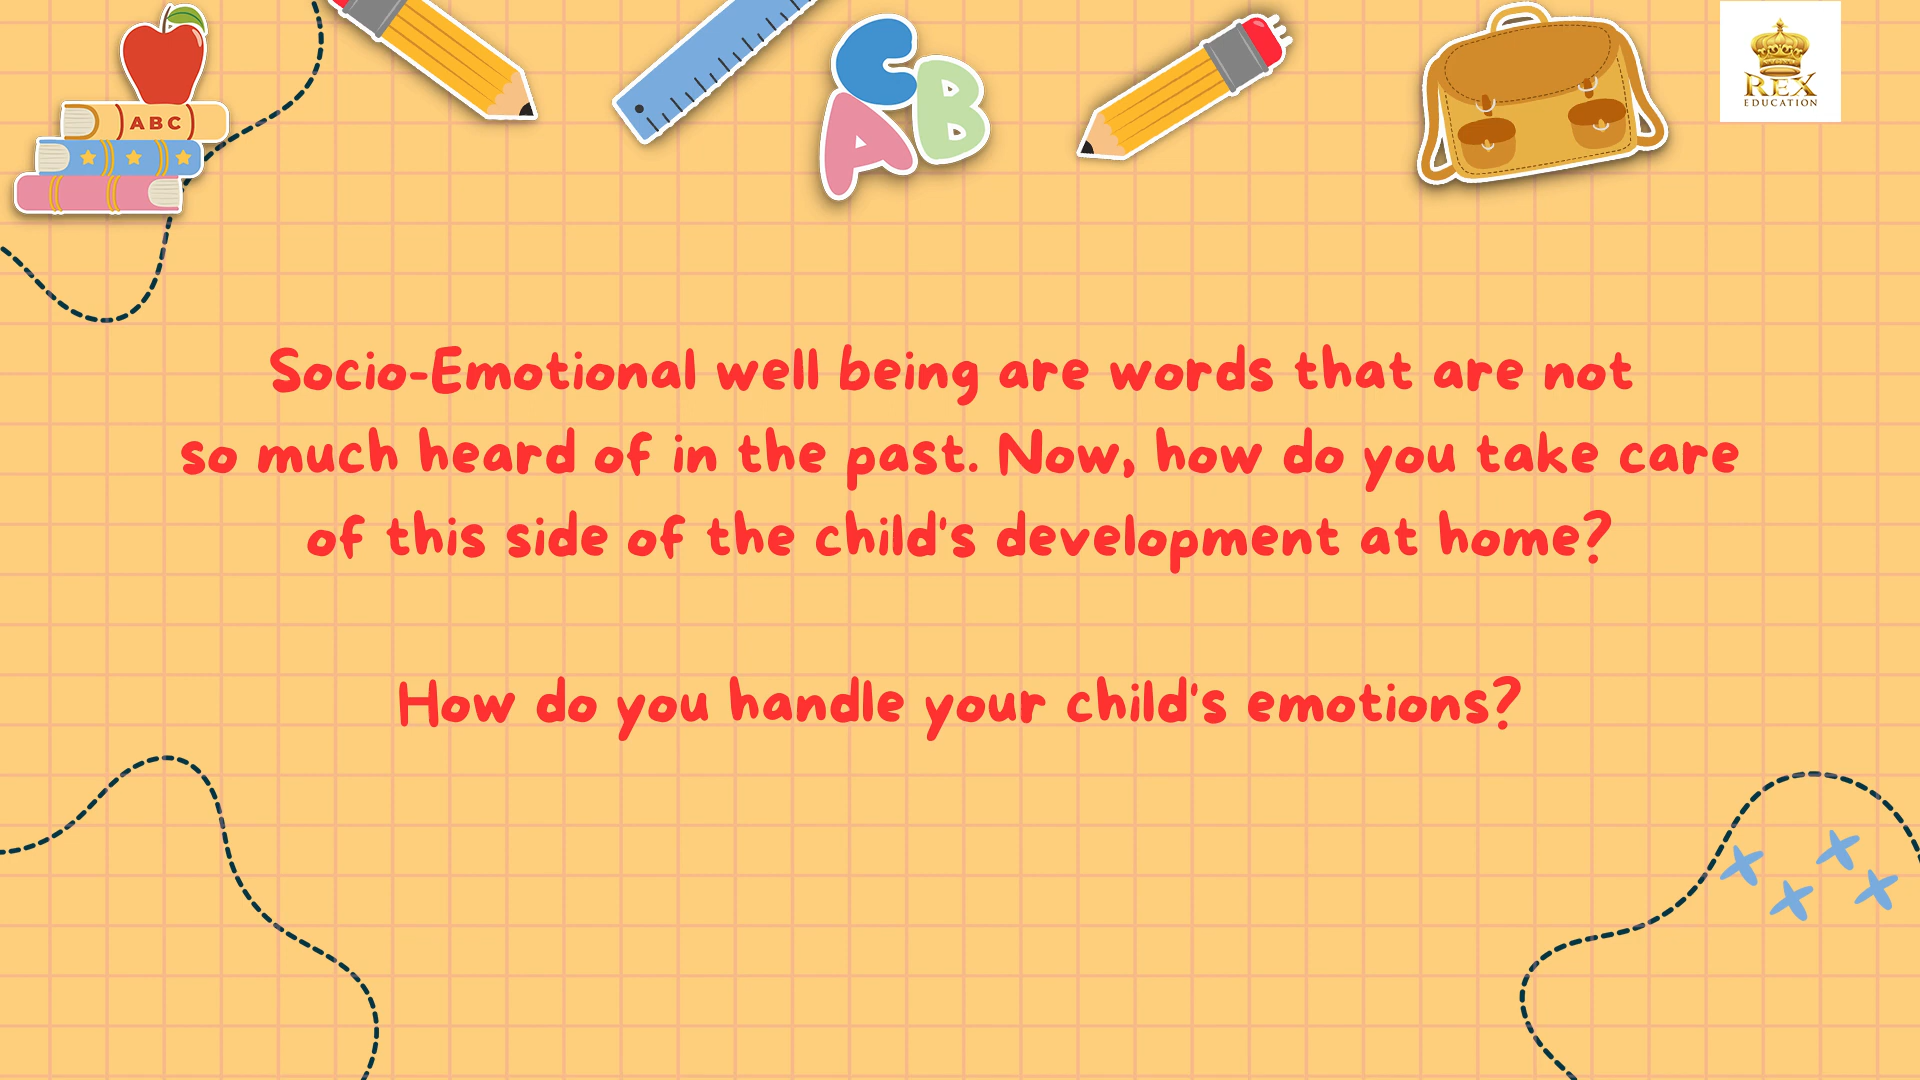 ABC
C
B
A
REX
EDUCATION
Socio-Emotional well being are words that are not
so much heard of in the past. Now, how do you take care
of this side of the child's development at home?
How do you handle your child's emotions?